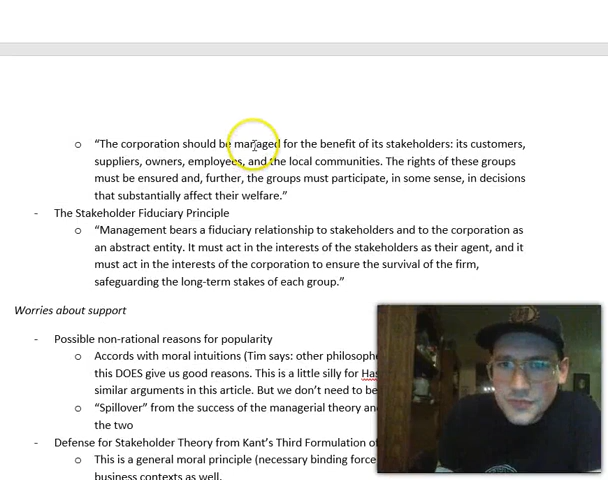 o "The corporation should be managed for the benefit of its stakeholders: its customers,
suppliers, owners, employees, and the local communities. The rights of these groups
must be ensured and, further, the groups must participate, in some sense, in decisions
that substantially affect their welfare."
- The Stakeholder Fiduciary Principle
o "Management bears a fiduciary relationship to stakeholders and to the corporation as
an abstract entity. It must act in the interests of the stakeholders as their agent, and it
must act in the interests of the corporation to ensure the survival of the firm,
safeguarding the long-term stakes of each group."
Worries about support
- Possible non-rational reasons for popularity
o Accords with moral intuitions (Tim says: other philosophe
this DOES give us good reasons. This is a little silly for Has
similar arguments in this article. But we don't need to be
o "Spillover" from the success of the managerial theory an
the two
- Defense for Stakeholder Theory from Kant's Third Formulation of
o This is a general moral principle (necessary binding force
business contexts as well.